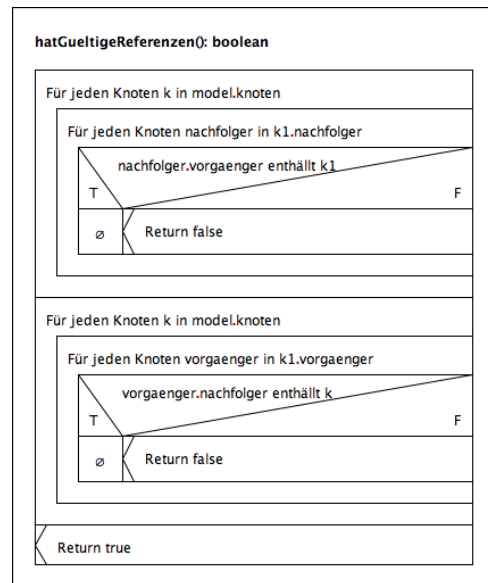 hatGueltigeReferenzen(): boolean
Für jeden Knoten k in model.knoten
Für jeden Knoten nachfolger in k1.nachfolger
nachfolger.vorgaenger enthällt k1
T
F
∅
Return false
Für jeden Knoten k in model.knoten
Für jeden Knoten vorgaenger in k1.vorgaenger
vorgaenger.nachfolger enthällt k
T
F
∅
Return false
Return true